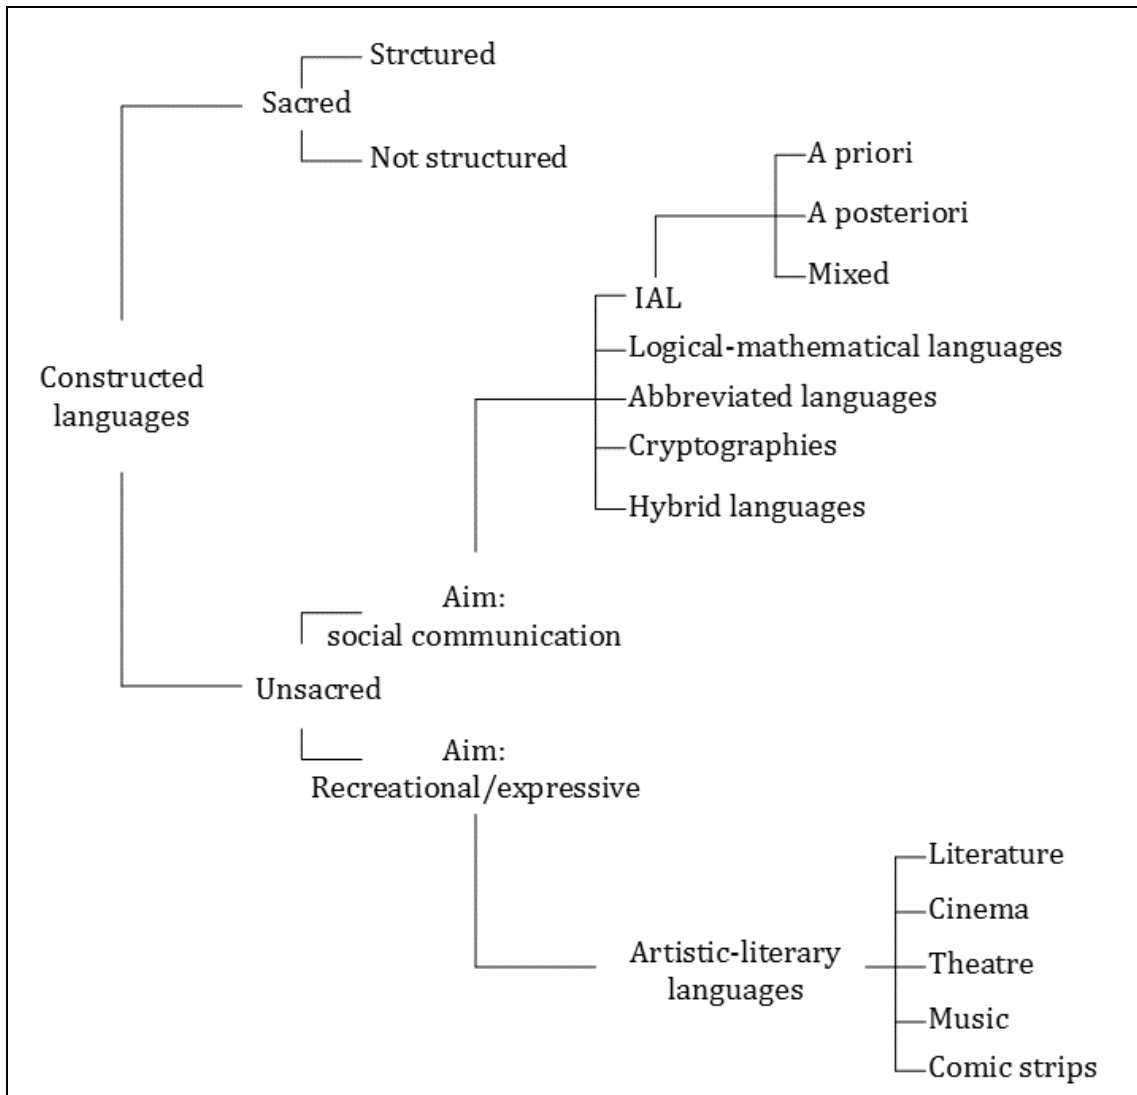 Strctured
Sacred
Not structured
A priori
A posteriori
Mixed
IAL
Logical-mathematical languages
Abbreviated languages
Cryptographies
Hybrid languages
Constructed
languages
Aim:
social communication
Unsacred
Aim:
Recreational/expressive
Artistic-literary
languages
Literature
Cinema
Theatre
Music
Comic strips